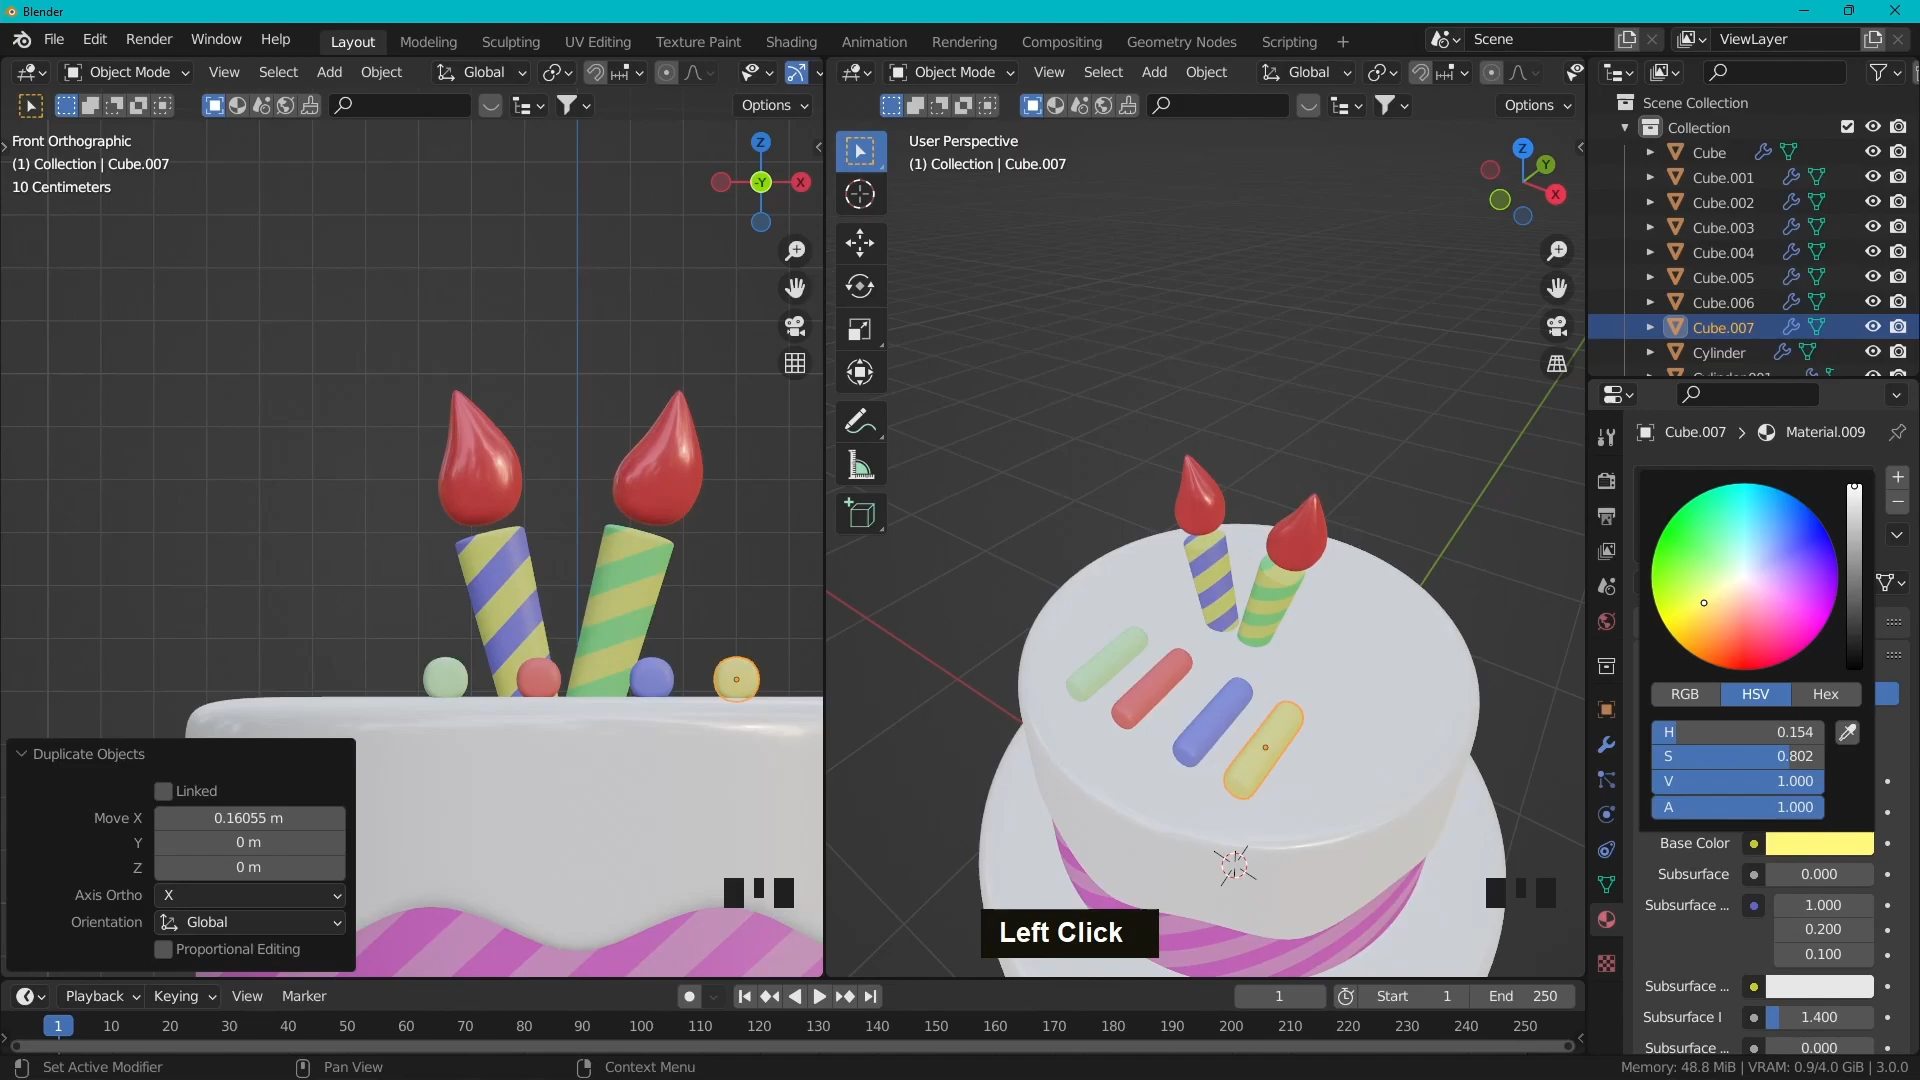 Blender
File Edit Render Window Help Layout Modeling Sculpting UV Editing Texture Paint Shading Animation Rendering Compositing Geometry Nodes Scripting + Scene ViewLayer
Object Mode View Select Add Object Global Object Mode View Select Add Object Global
Options Options
Front Orthographic
(1) Collection | Cube.007
10 Centimeters
Z
-Y
X
User Perspective
(1) Collection | Cube.007
Z
Y
X
Scene Collection
Collection
Cube
Cube.001
Cube.002
Cube.003
Cube.004
Cube.005
Cube.006
Cube.007
Cylinder
Cube.007 > Material.009
RGB HSV Hex
H 0.154
S 0.802
V 1.000
A 1.000
Base Color
Subsurface 0.000
Subsurface ... 1.000
0.200
0.100
Subsurface ...
Subsurface I 1.400
Subsurface ... 0.000
Duplicate Objects
Linked
Move X 0.16055 m
Y 0 m
Z 0 m
Axis Ortho X
Orientation Global
Proportional Editing
Left Click
Playback Keying View Marker 1 Start 1 End 250
1 10 20 30 40 50 60 70 80 90 100 110 120 130 140 150 160 170 180 190 200 210 220 230 240 250
Set Active Modifier Pan View Context Menu Memory: 48.8 MiB | VRAM: 0.9/4.0 GiB | 3.0.0